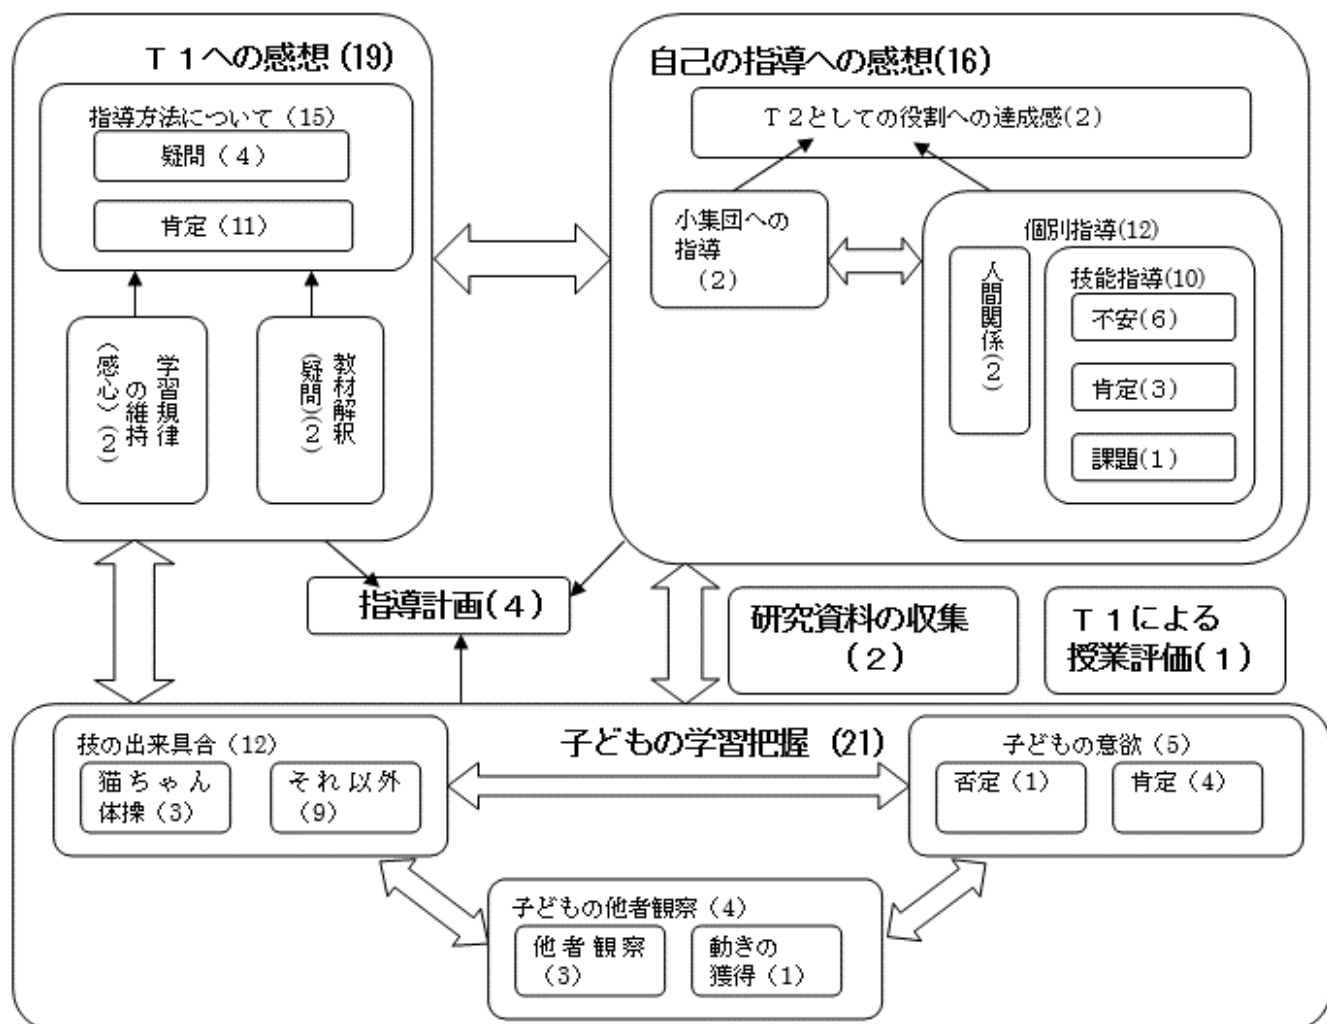 Ｔ１への感想 (19)
指導方法について（15）
疑問（４）
肯定（11）
学習規律
の維持
（感心）（２）
教材解釈
（疑問）（２）
自己の指導への感想(16)
Ｔ２としての役割への達成感(２)
小集団への
指導
（２）
個別指導(12)
人間関係(２)
技能指導(10)
不安(６)
肯定(３)
課題(１)
指導計画(４)
研究資料の収集
（２）
Ｔ１による
授業評価(１)
子どもの学習把握 (21)
技の出来具合（12）
猫ちゃん
体操（３）
それ以外
（９）
子どもの意欲（５）
否定（１）
肯定（４）
子どもの他者観察（４）
他者観察
（３）
動きの
獲得（１）